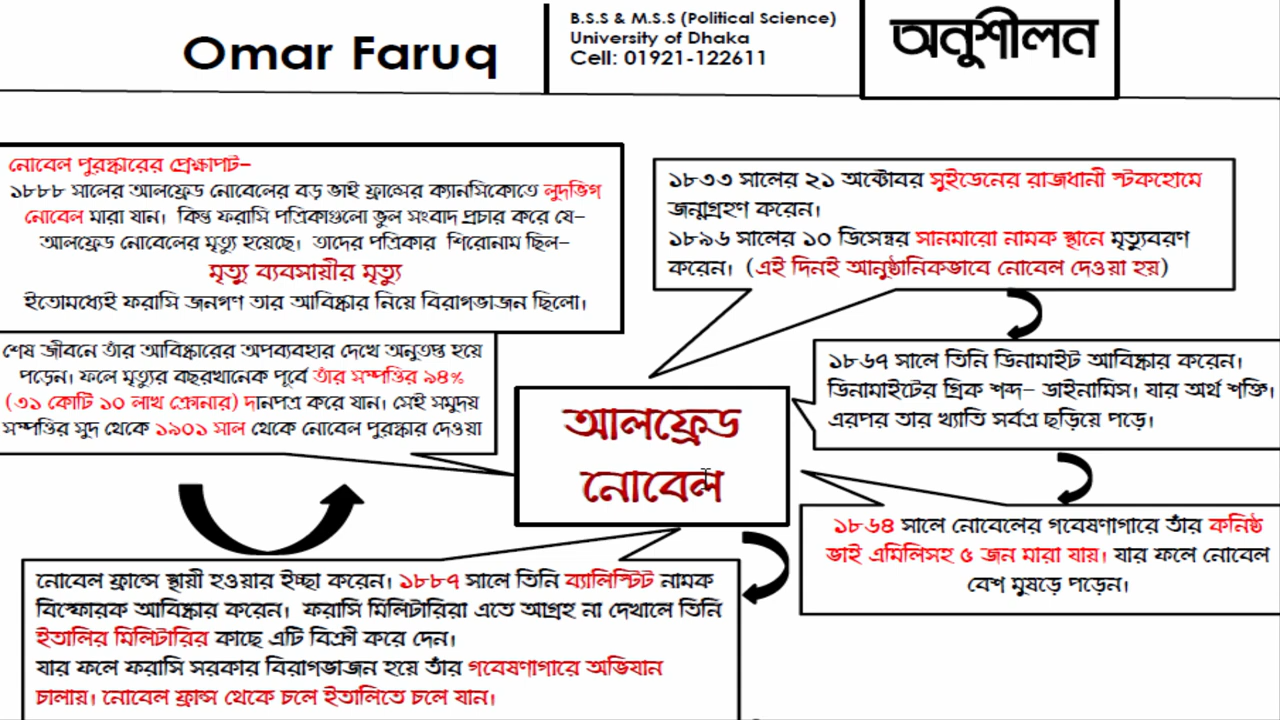 Omar Faruq
B.S.S & M.S.S (Political Science)
University of Dhaka
Cell: 01921-122611
অনুশীলন
নোবেল পুরস্কারের প্রেক্ষাপট–
১৮৮৮ সালের আলফ্রেড নোবেলের বড় ভাই ফ্রান্সের ক্যানসিকোতে লুদভিগ
নোবেল মারা যান। কিন্তু ফরাসি পত্রিকাগুলো ভুল সংবাদ প্রচার করে যে–
আলফ্রেড নোবেলের মৃত্যু হয়েছে। তাদের পত্রিকার শিরোনাম ছিল–
মৃত্যু ব্যবসায়ীর মৃত্যু
ইতোমধ্যেই ফরাসি জনগণ তার আবিষ্কার নিয়ে বিরাগভাজন ছিলো।
১৮৩৩ সালের ২১ অক্টোবর সুইডেনের রাজধানী স্টকহোমে
জন্মগ্রহণ করেন।
১৮৯৬ সালের ১০ ডিসেম্বর সানমারো নামক স্থানে মৃত্যুবরণ
করেন। (এই দিনই আনুষ্ঠানিকভাবে নোবেল দেওয়া হয়)
শেষ জীবনে তাঁর আবিষ্কারের অপব্যবহার দেখে অনুতপ্ত হয়ে
পড়েন। ফলে মৃত্যুর বছরখানেক পূর্বে তাঁর সম্পত্তির ৯৪%
(৩১ কোটি ১০ লাখ ক্রোনার) দানপত্র করে যান। সেই সমুদয়
সম্পত্তির সুদ থেকে ১৯০১ সাল থেকে নোবেল পুরস্কার দেওয়া
১৮৬৭ সালে তিনি ডিনামাইট আবিষ্কার করেন।
ডিনামাইটের গ্রিক শব্দ– ডাইনামিস। যার অর্থ শক্তি।
এরপর তার খ্যাতি সর্বত্র ছড়িয়ে পড়ে।
আলফ্রেড
নোবেল
১৮৬৪ সালে নোবেলের গবেষণাগারে তাঁর কনিষ্ঠ
ভাই এমিলিসহ ৫ জন মারা যায়। যার ফলে নোবেল
বেশ মুষড়ে পড়েন।
নোবেল ফ্রান্সে স্থায়ী হওয়ার ইচ্ছা করেন। ১৮৮৭ সালে তিনি ব্যালিস্টিট নামক
বিস্ফোরক আবিষ্কার করেন। ফরাসি মিলিটারিরা এতে আগ্রহ না দেখালে তিনি
ইতালির মিলিটারির কাছে এটি বিক্রী করে দেন।
যার ফলে ফরাসি সরকার বিরাগভাজন হয়ে তাঁর গবেষণাগারে অভিযান
চালায়। নোবেল ফ্রান্স থেকে চলে ইতালিতে চলে যান।